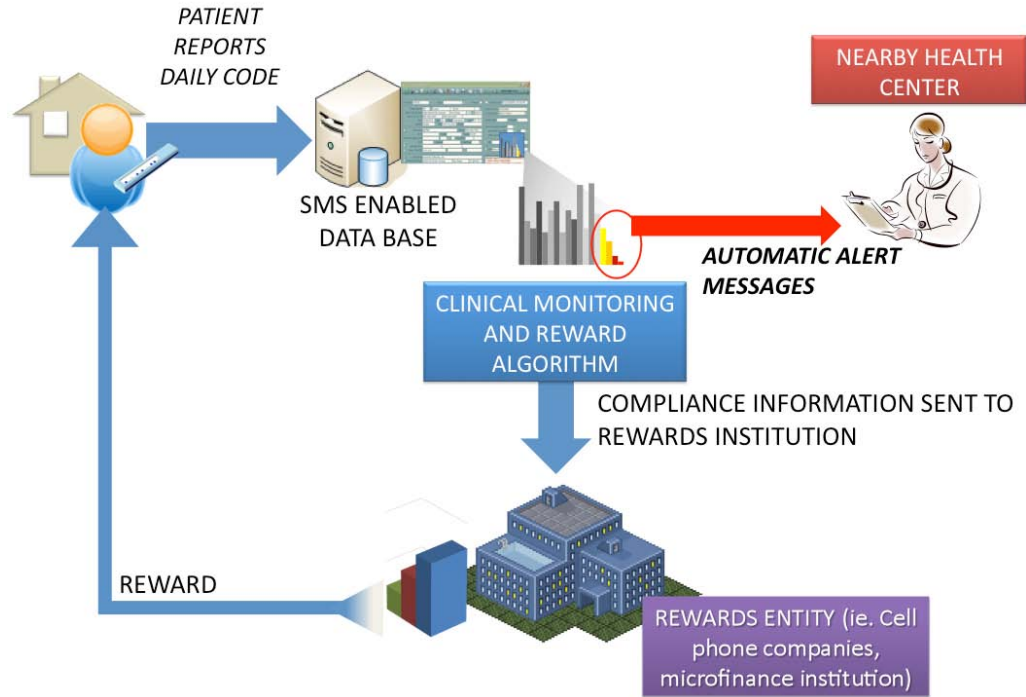 PATIENT
REPORTS
DAILY CODE
NEARBY HEALTH
CENTER
SMS ENABLED
DATA BASE
AUTOMATIC ALERT
MESSAGES
CLINICAL MONITORING
AND REWARD
ALGORITHM
COMPLIANCE INFORMATION SENT TO
REWARDS INSTITUTION
REWARD
REWARDS ENTITY (ie. Cell
phone companies,
microfinance institution)